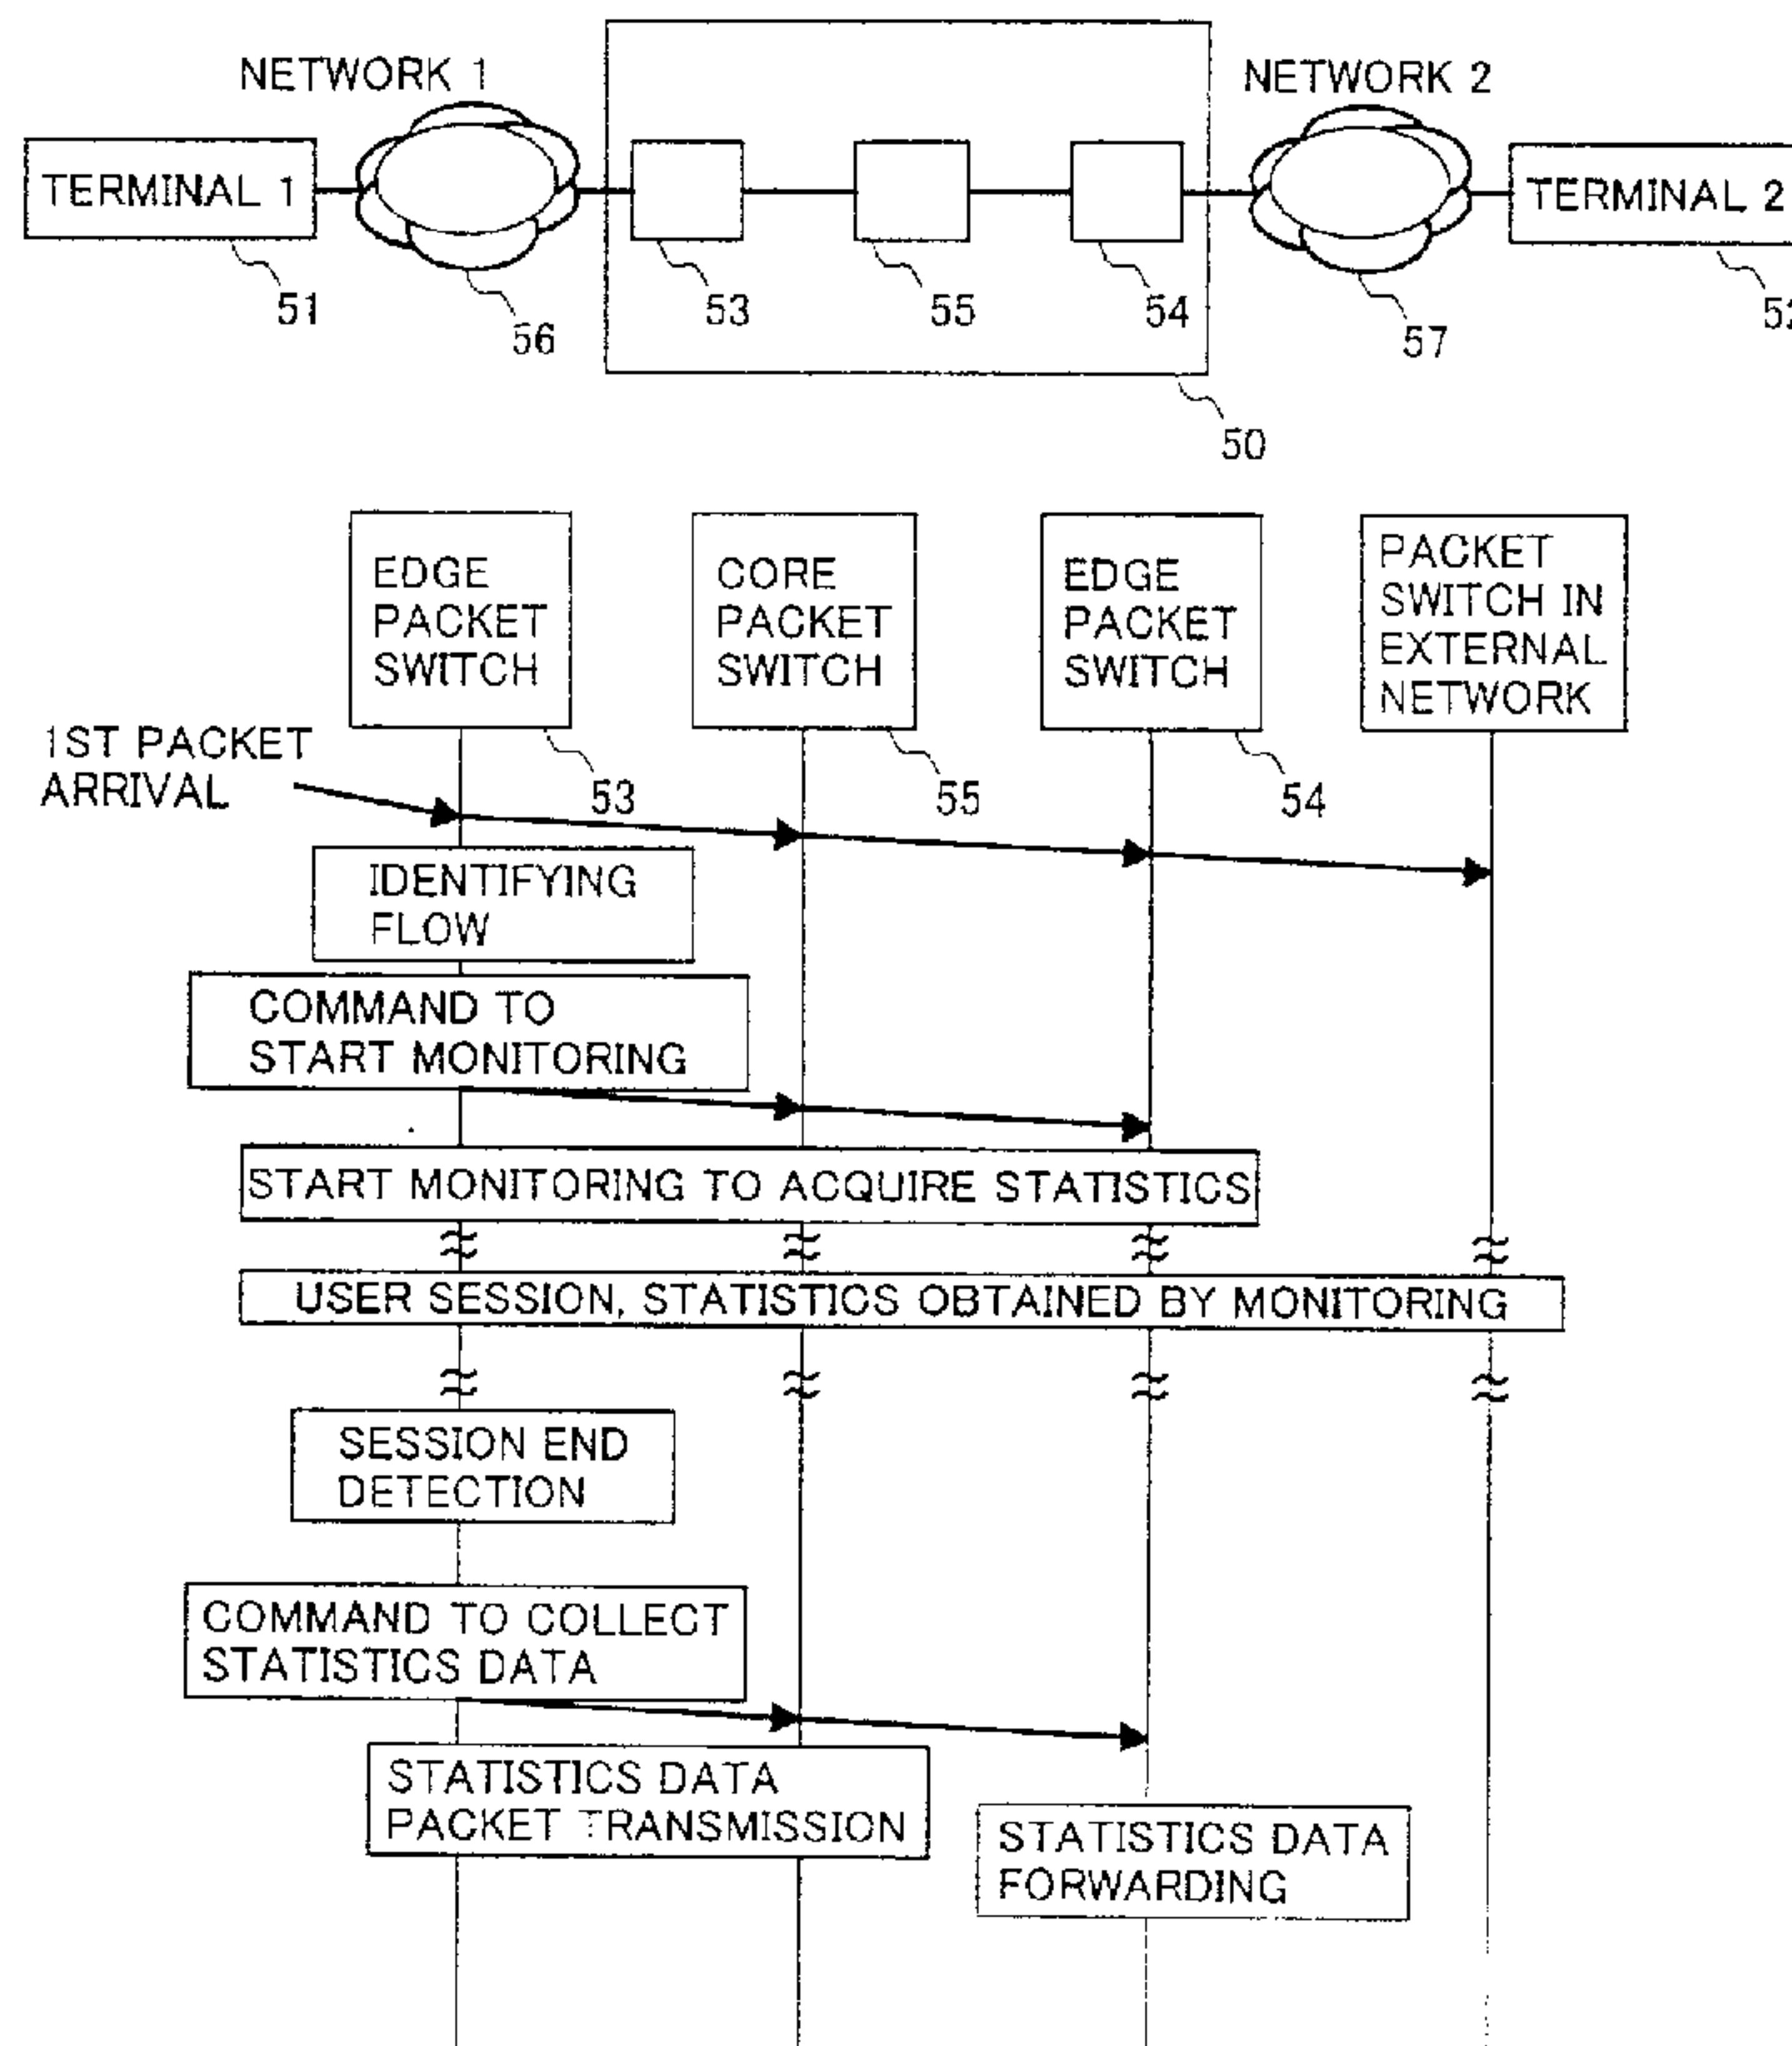 NETWORK 1
NETWORK 2
TERMINAL 1
TERMINAL 2
51
56
53
55
54
57
50
EDGE
PACKET
SWITCH
CORE
PACKET
SWITCH
EDGE
PACKET
SWITCH
PACKET
SWITCH IN
EXTERNAL
NETWORK
53
55
54
1ST PACKET
ARRIVAL
IDENTIFYING
FLOW
COMMAND TO
START MONITORING
START MONITORING TO ACQUIRE STATISTICS
USER SESSION, STATISTICS OBTAINED BY MONITORING
SESSION END
DETECTION
COMMAND TO COLLECT
STATISTICS DATA
STATISTICS DATA
PACKET TRANSMISSION
STATISTICS DATA
FORWARDING